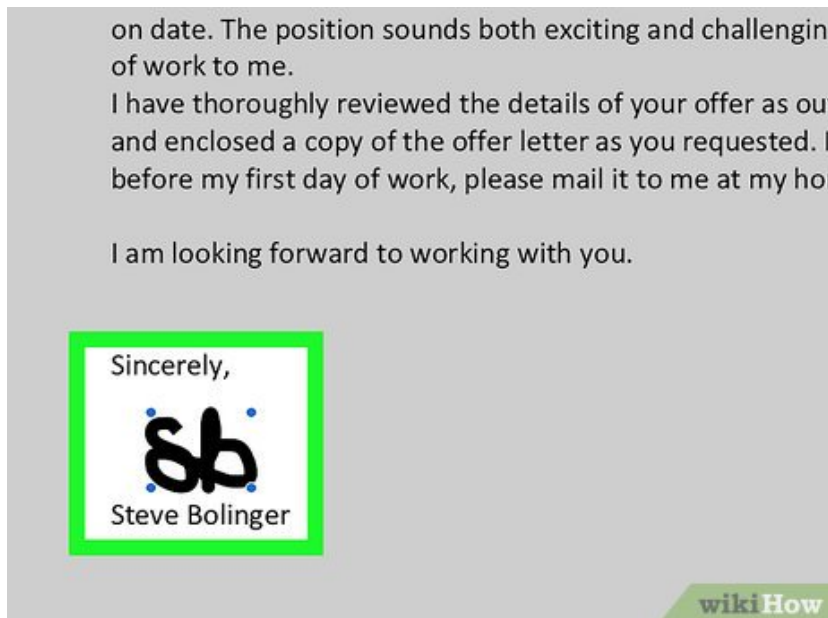 on date. The position sounds both exciting and challengin
of work to me.
I have thoroughly reviewed the details of your offer as ou
and enclosed a copy of the offer letter as you requested.
before my first day of work, please mail it to me at my ho
I am looking forward to working with you.
Sincerely,
sb
Steve Bolinger
wikiHow